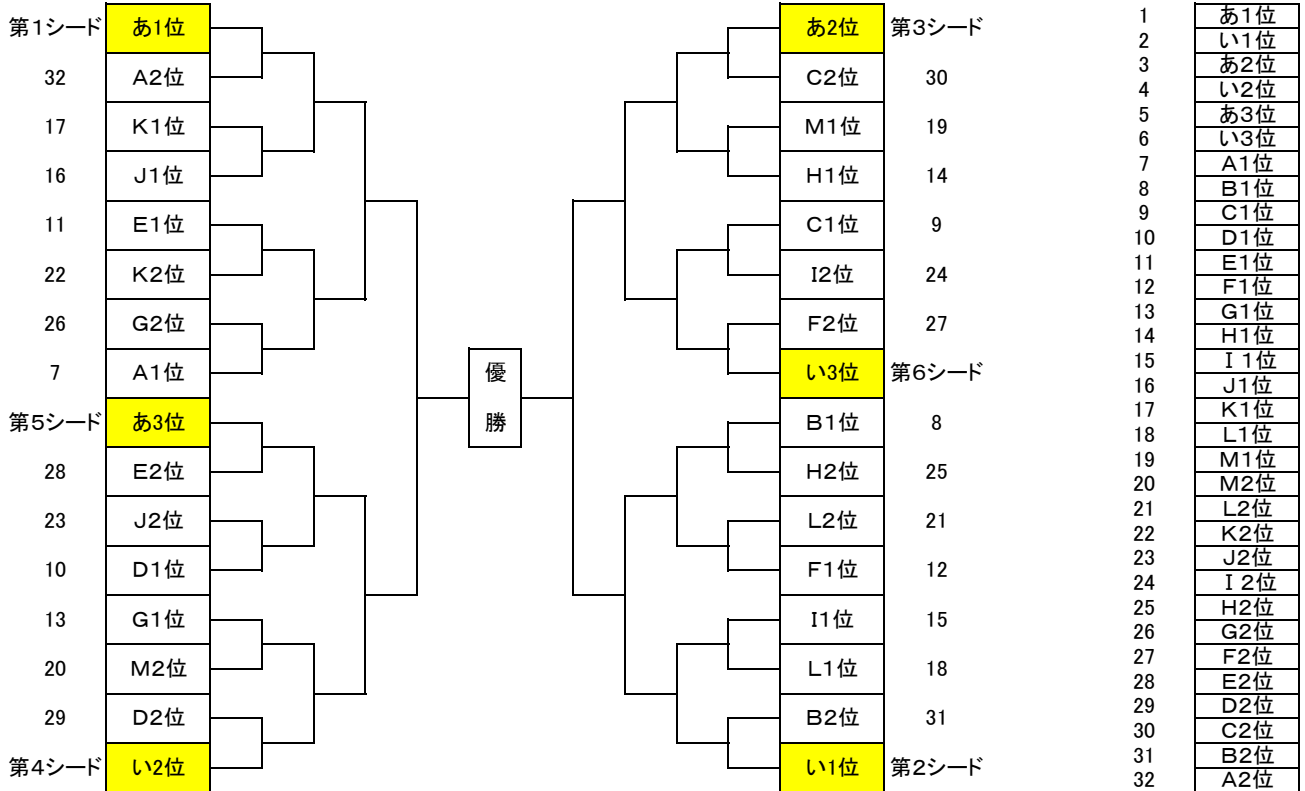 第1シード あ1位 あ2位 第3シード 1 あ1位
2 い1位
32 A2位 C2位 30 3 あ2位
4 い2位
17 K1位 M1位 19 5 あ3位
6 い3位
16 J1位 H1位 14 7 A1位
8 B1位
11 E1位 C1位 9 9 C1位
10 D1位
22 K2位 I2位 24 11 E1位
12 F1位
26 G2位 F2位 27 13 G1位
14 H1位
7 A1位 優 い3位 第6シード 15 I 1位
16 J1位
第5シード あ3位 勝 B1位 8 17 K1位
18 L1位
28 E2位 H2位 25 19 M1位
20 M2位
23 J2位 L2位 21 21 L2位
22 K2位
10 D1位 F1位 12 23 J2位
24 I 2位
13 G1位 I1位 15 25 H2位
26 G2位
20 M2位 L1位 18 27 F2位
28 E2位
29 D2位 B2位 31 29 D2位
30 C2位
第4シード い2位 い1位 第2シード 31 B2位
32 A2位